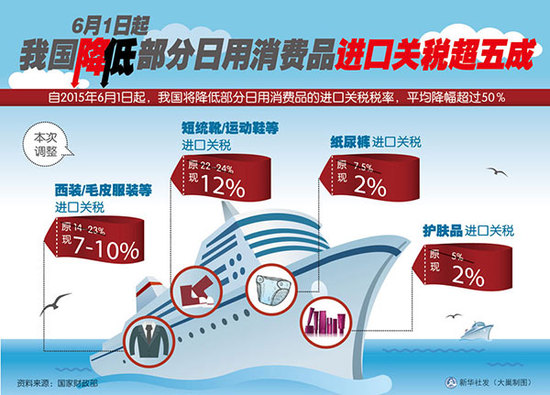 6月1日起
我国降低部分日用消费品进口关税超五成
自2015年6月1日起，我国将降低部分日用消费品的进口关税税率，平均降幅超过50％
本次
调整
短统靴/运动鞋等
进口关税
原 22-24%
现 12%
纸尿裤 进口关税
原 7.5%
现 2%
西装/毛皮服装等
进口关税
原 14-23%
现 7-10%
护肤品 进口关税
原 5%
现 2%
资料来源：国家财政部
新华社发（大巢制图）